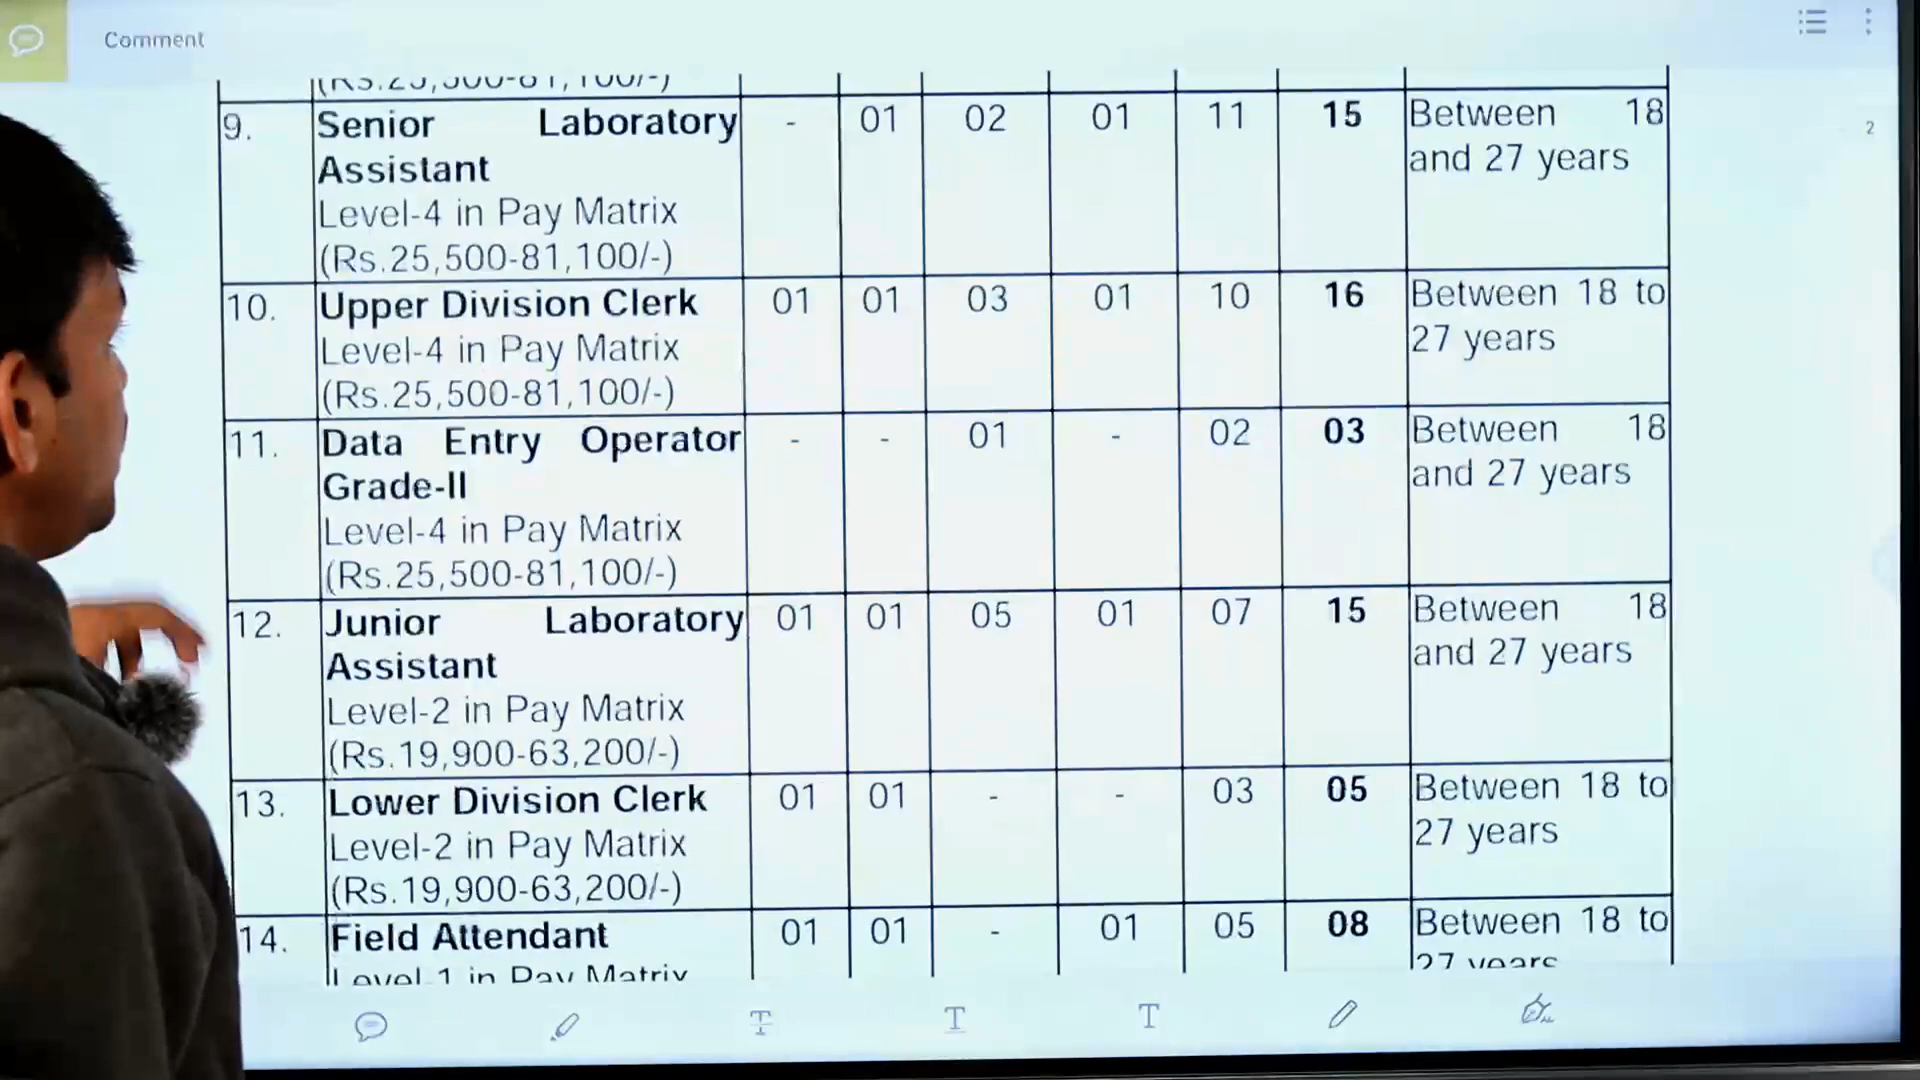 Comment
(Rs.25,500-81,100/-)
2
9. Senior Laboratory - 01 02 01 11 15 Between 18
Assistant and 27 years
Level-4 in Pay Matrix
(Rs.25,500-81,100/-)
10. Upper Division Clerk 01 01 03 01 10 16 Between 18 to
Level-4 in Pay Matrix 27 years
(Rs.25,500-81,100/-)
11. Data Entry Operator - - 01 - 02 03 Between 18
Grade-II and 27 years
Level-4 in Pay Matrix
(Rs.25,500-81,100/-)
12. Junior Laboratory 01 01 05 01 07 15 Between 18
Assistant and 27 years
Level-2 in Pay Matrix
(Rs.19,900-63,200/-)
13. Lower Division Clerk 01 01 - - 03 05 Between 18 to
Level-2 in Pay Matrix 27 years
(Rs.19,900-63,200/-)
14. Field Attendant 01 01 - 01 05 08 Between 18 to
Level 1 in Pay Matrix 27 years
T T T